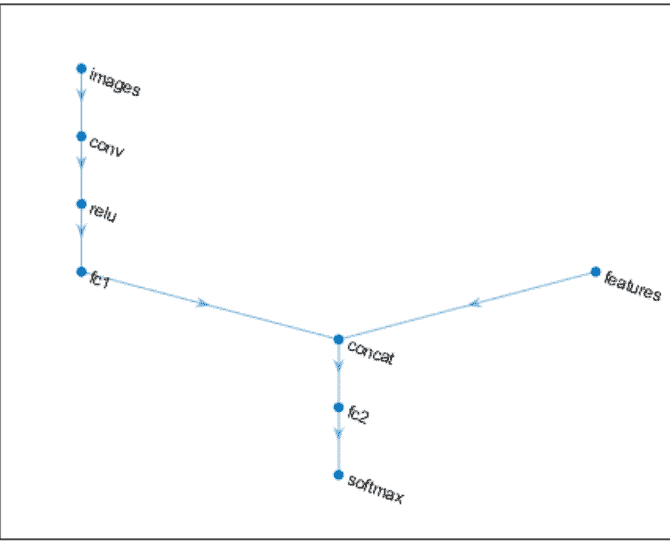 images
conv
relu
fc1
features
concat
fc2
softmax